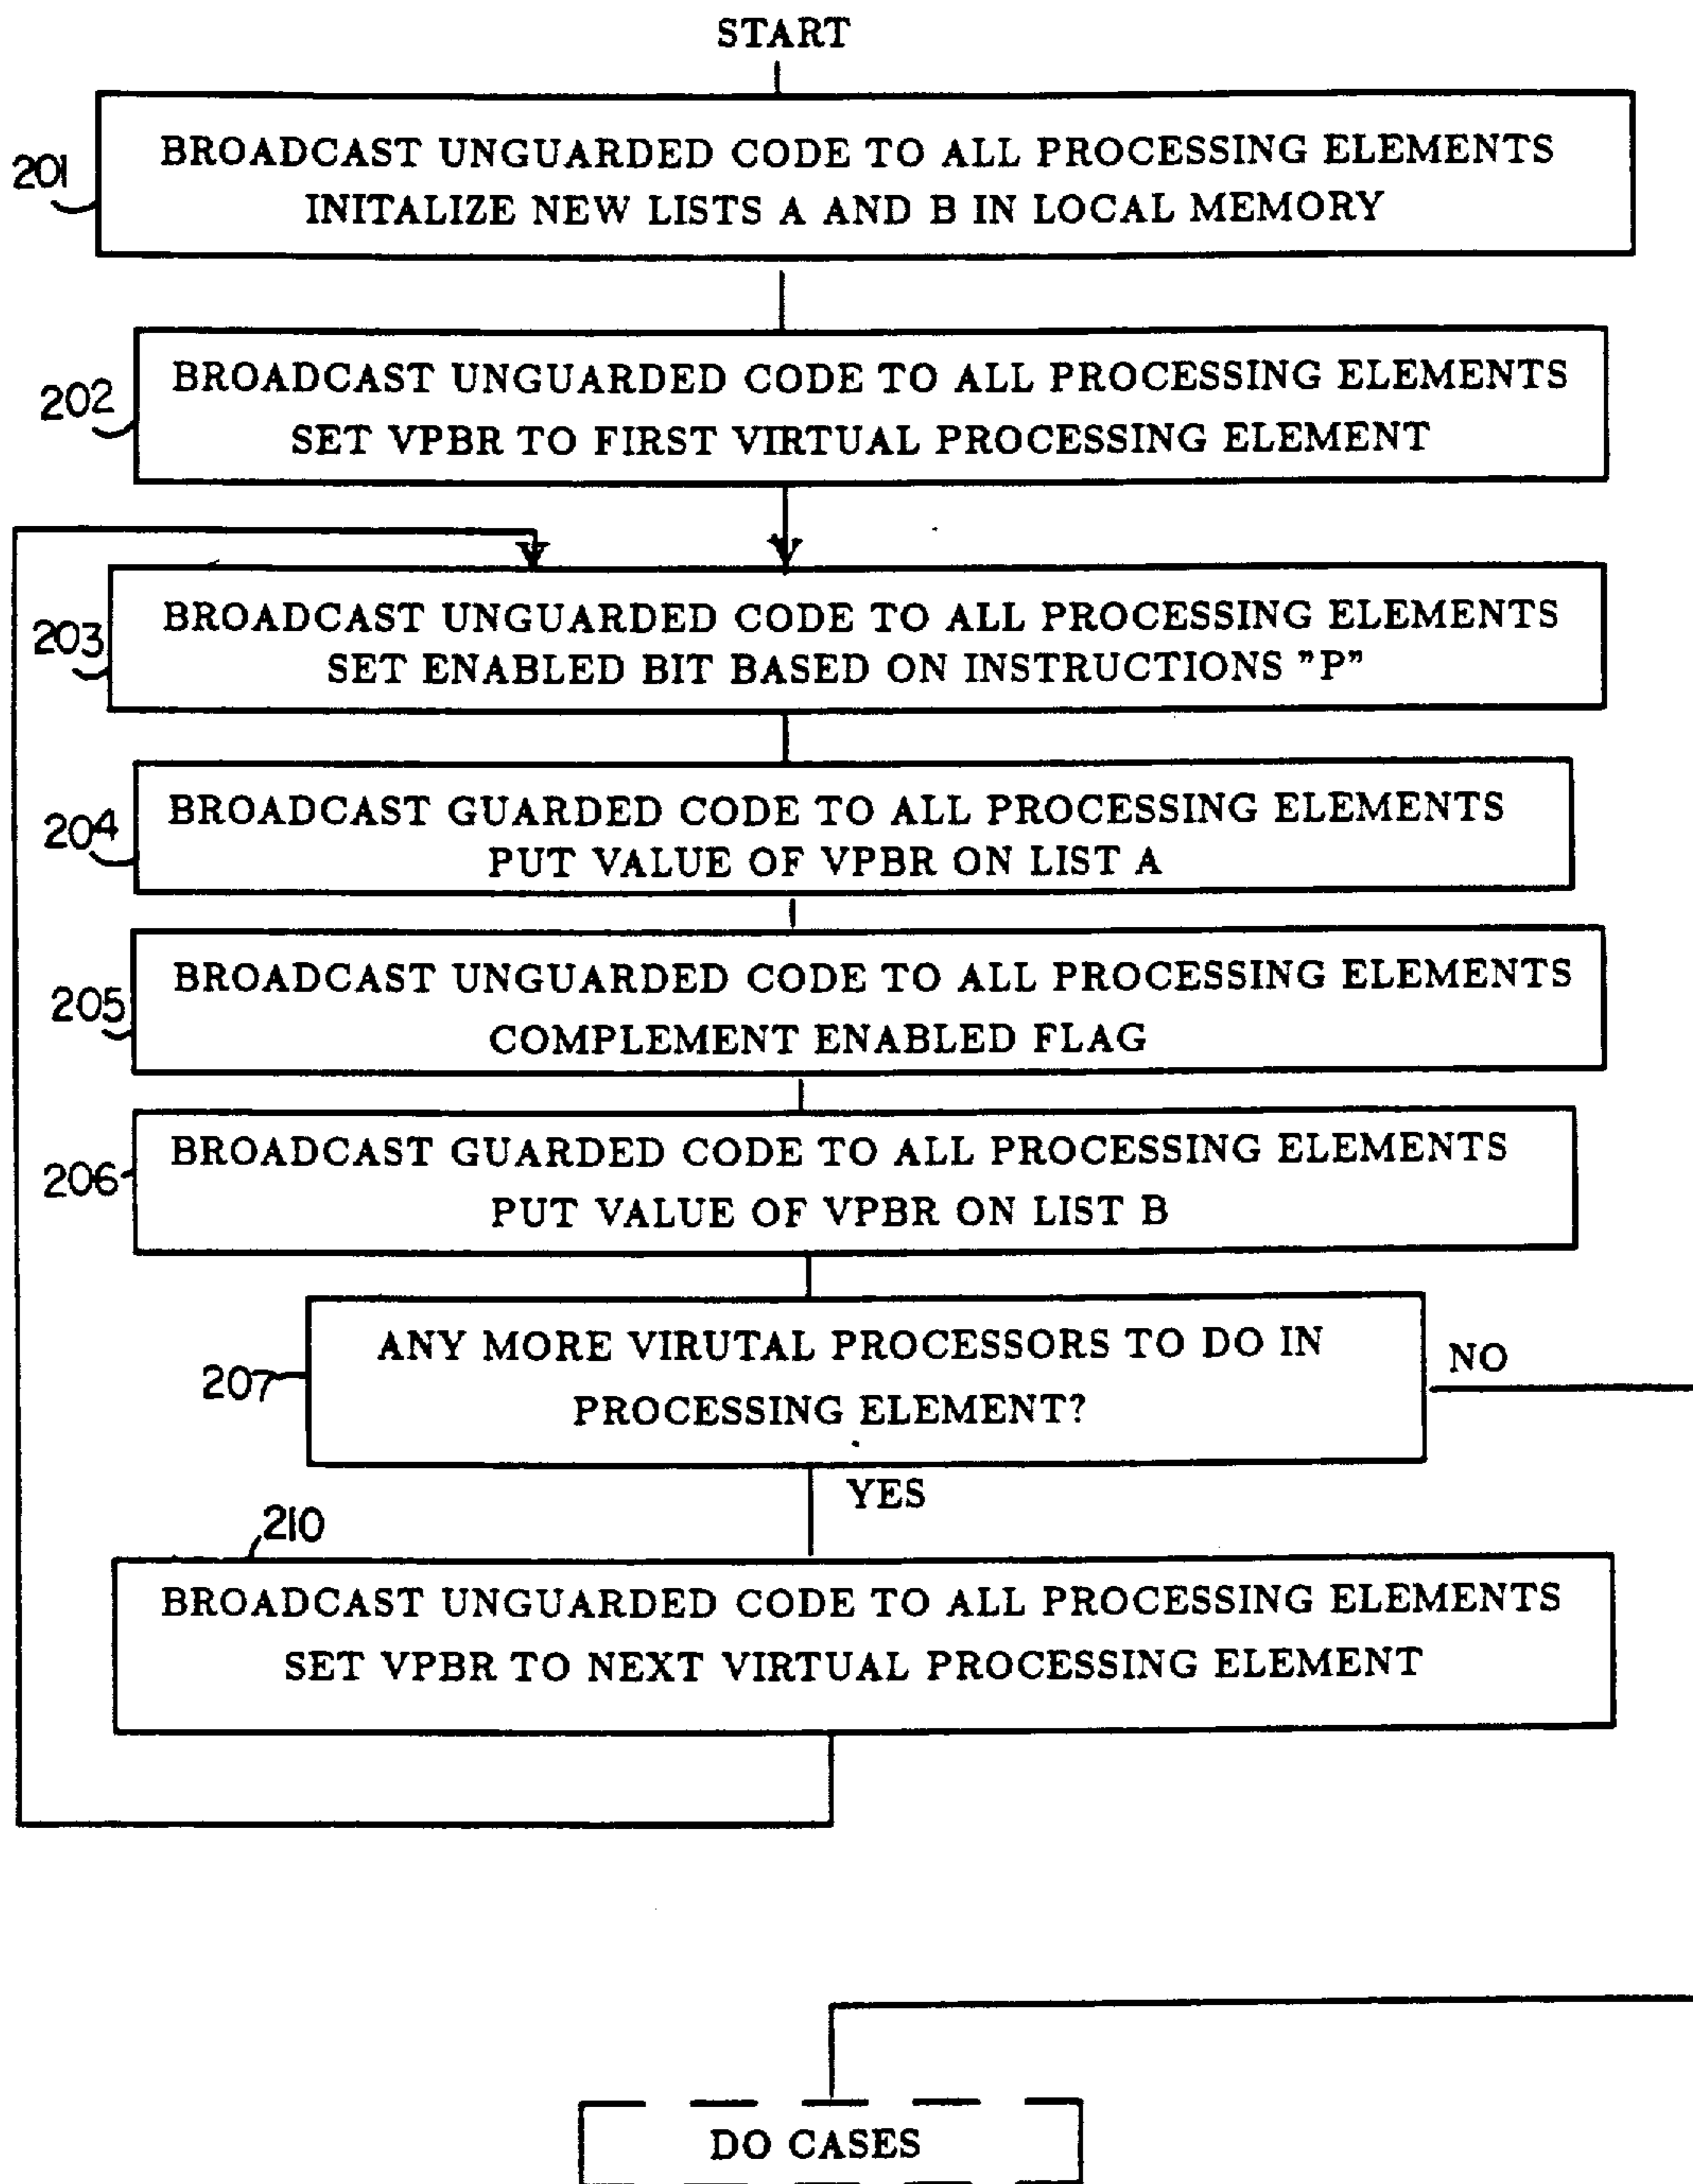 START
201
BROADCAST UNGUARDED CODE TO ALL PROCESSING ELEMENTS
INITALIZE NEW LISTS A AND B IN LOCAL MEMORY
202
BROADCAST UNGUARDED CODE TO ALL PROCESSING ELEMENTS
SET VPBR TO FIRST VIRTUAL PROCESSING ELEMENT
203
BROADCAST UNGUARDED CODE TO ALL PROCESSING ELEMENTS
SET ENABLED BIT BASED ON INSTRUCTIONS "P"
204
BROADCAST GUARDED CODE TO ALL PROCESSING ELEMENTS
PUT VALUE OF VPBR ON LIST A
205
BROADCAST UNGUARDED CODE TO ALL PROCESSING ELEMENTS
COMPLEMENT ENABLED FLAG
206
BROADCAST GUARDED CODE TO ALL PROCESSING ELEMENTS
PUT VALUE OF VPBR ON LIST B
207
ANY MORE VIRUTAL PROCESSORS TO DO IN
PROCESSING ELEMENT?
NO
YES
210
BROADCAST UNGUARDED CODE TO ALL PROCESSING ELEMENTS
SET VPBR TO NEXT VIRTUAL PROCESSING ELEMENT
DO CASES